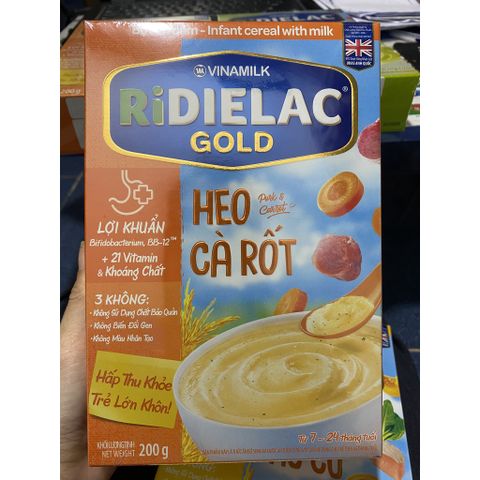 - Infant cereal with milk
VINAMILK
RiDIELAC
GOLD
HEO
Pork &
Carrot
CÀ RỐT
LỢI KHUẨN
Bifidobacterium, BB-12™
+ 21 Vitamin
& Khoáng Chất
3 KHÔNG:
•Không Sử Dụng Chất Bảo Quản
•Không Biến Đổi Gen
•Không Màu Nhân Tạo
Hấp Thu Khỏe
Trẻ Lớn Khôn!
Từ 7 - 24 tháng tuổi
KHỐI LƯỢNG TỊNH
NET WEIGHT
200 g
200 g